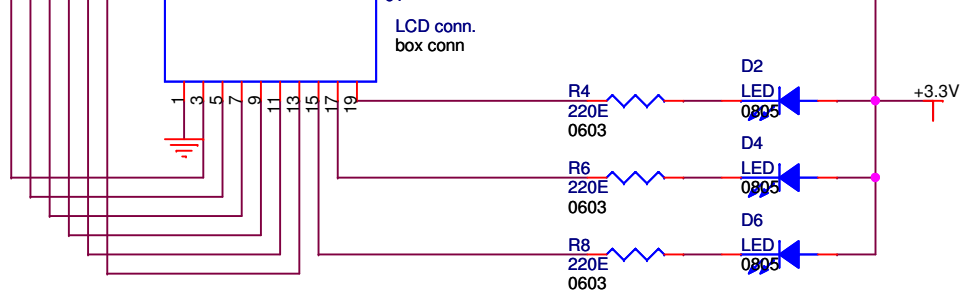 LCD conn.
box conn
1
3
5
7
9
11
13
15
17
19
R4
220E
0603
D2
LED
0805
+3.3V
R6
220E
0603
D4
LED
0805
R8
220E
0603
D6
LED
0805